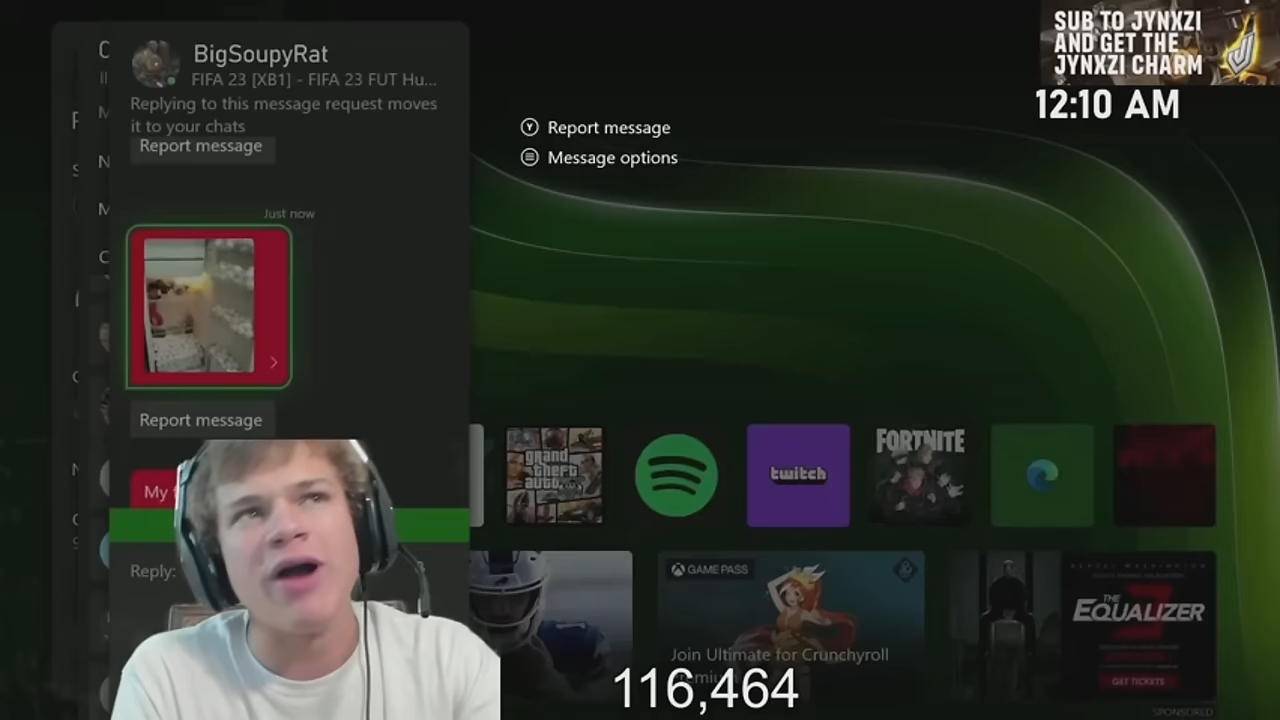 BigSoupyRat
FIFA 23 [XB1] - FIFA 23 FUT Hu...
Replying to this message request moves
it to your chats
Report message
Just now
Report message
My
Reply:
Report message
Message options
SUB TO JYNXZI
AND GET THE
JYNXZI CHARM
12:10 AM
grand
theft
auto
Spotify
twitch
FORTNITE
GAME PASS
Join Ultimate for Crunchyroll
THE
EQUALIZER
3
GET TICKETS
SPONSORED
116,464